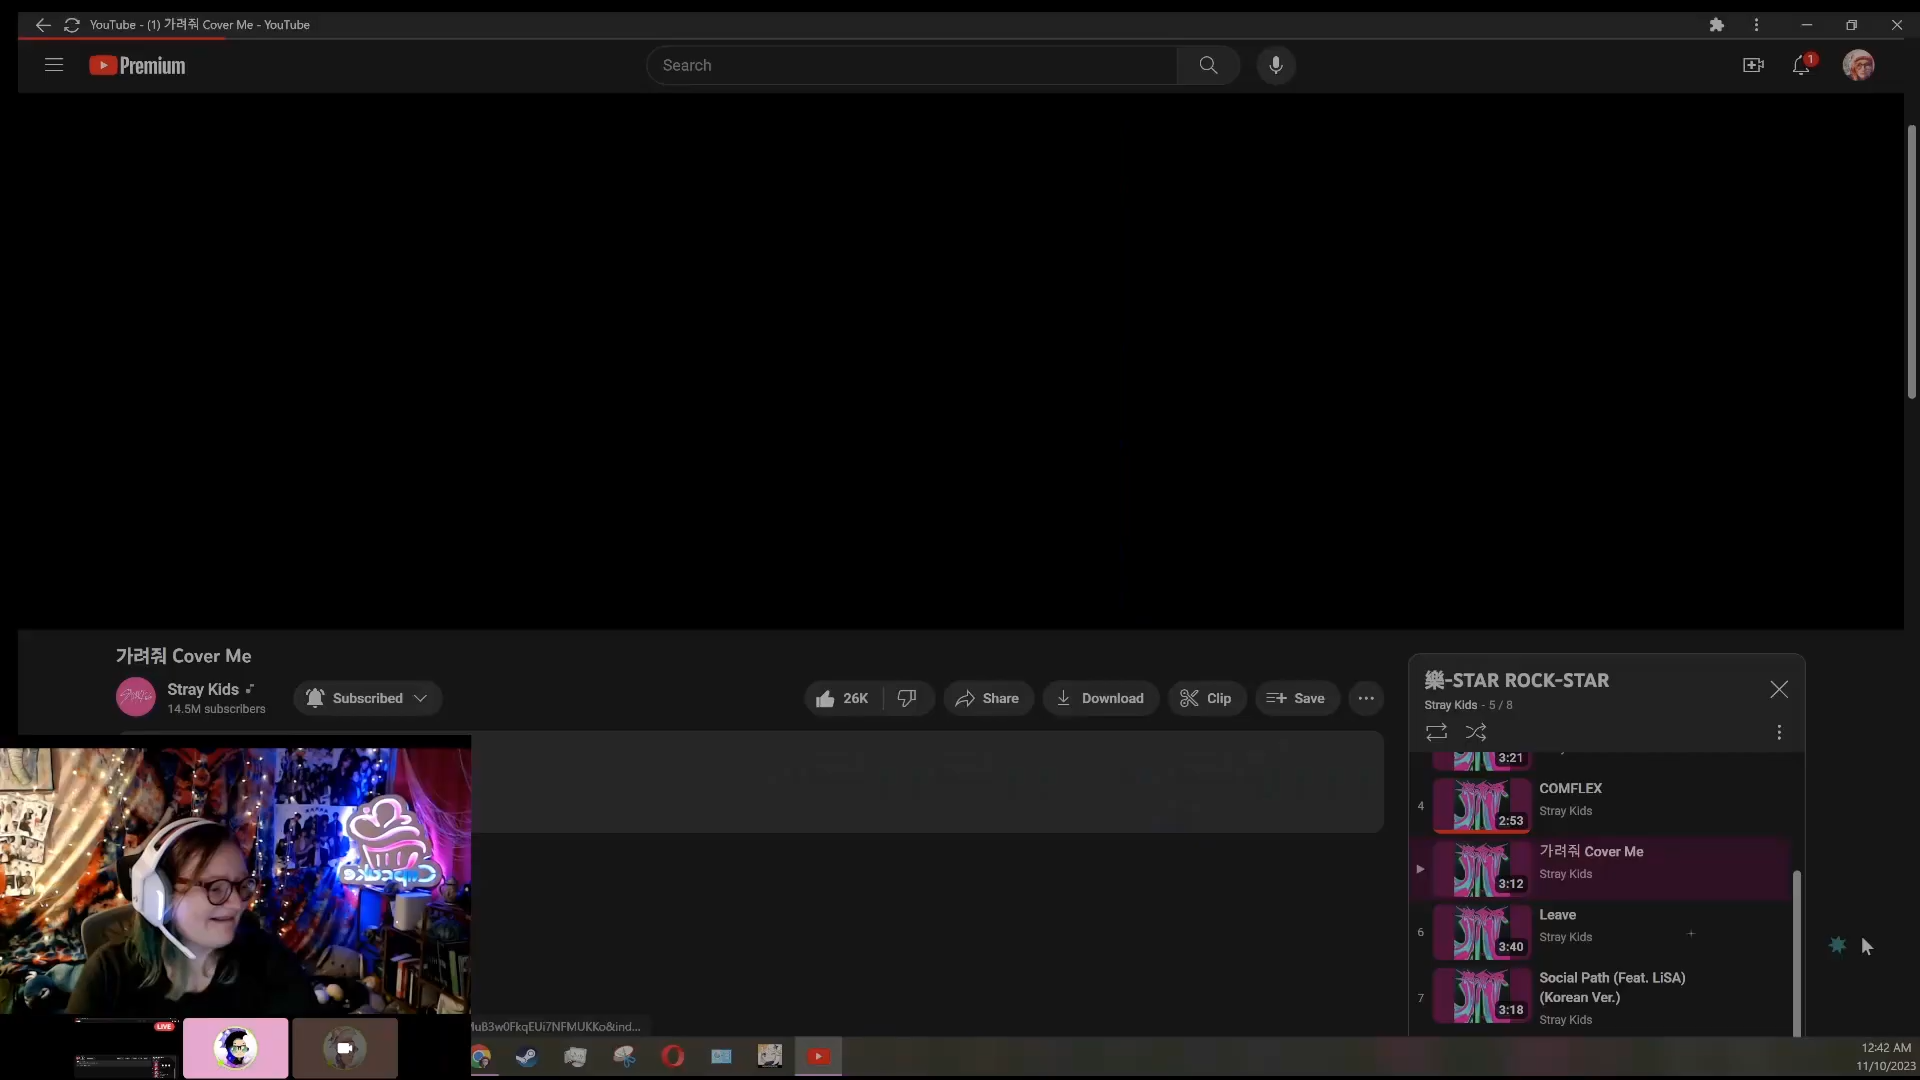 YouTube - (1) 가려줘 Cover Me - YouTube
Premium
Search
1
가려줘 Cover Me
Stray Kids
14.5M subscribers
Subscribed
26K
Share
Download
Clip
Save
樂-STAR ROCK-STAR
Stray Kids - 5 / 8
3:21
4
COMFLEX
Stray Kids
2:53
가려줘 Cover Me
Stray Kids
3:12
6
Leave
Stray Kids
3:40
7
Social Path (Feat. LiSA)
(Korean Ver.)
Stray Kids
3:18
LIVE
uB3w0FkqEUi7NFMUKKo&ind...
12:42 AM
11/10/2023